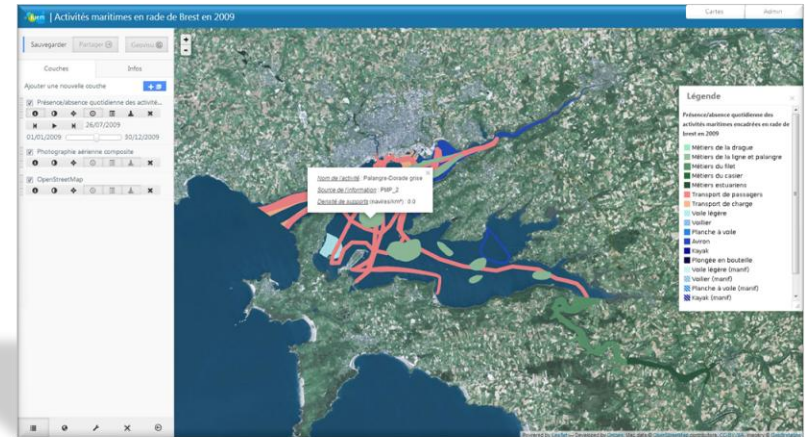 | Activités maritimes en rade de Brest en 2009
Cartes
Admin
Sauvegarder
Partager
Couches
Infos
Ajouter une nouvelle couche
Présence/absence quotidienne des activité...
26/07/2009
01/01/2009
30/12/2009
Photographie aérienne composite
OpenStreetMap
Nom de l'activité : Palangre-Dorade grise
Source de l'information : PMP_2
Densité de supports (navires/km²): 0.0
Légende
Présence/absence quotidienne des
activités maritimes encadrées en rade de
brest en 2009
Métiers de la drague
Métiers de la ligne et palangre
Métiers du filet
Métiers du casier
Métiers estuariens
Transport de passagers
Transport de charge
Voile légère
Voilier
Planche à voile
Aviron
Kayak
Plongée en bouteille
Voile légère (manif)
Voilier (manif)
Planche à voile (manif)
Kayak (manif)